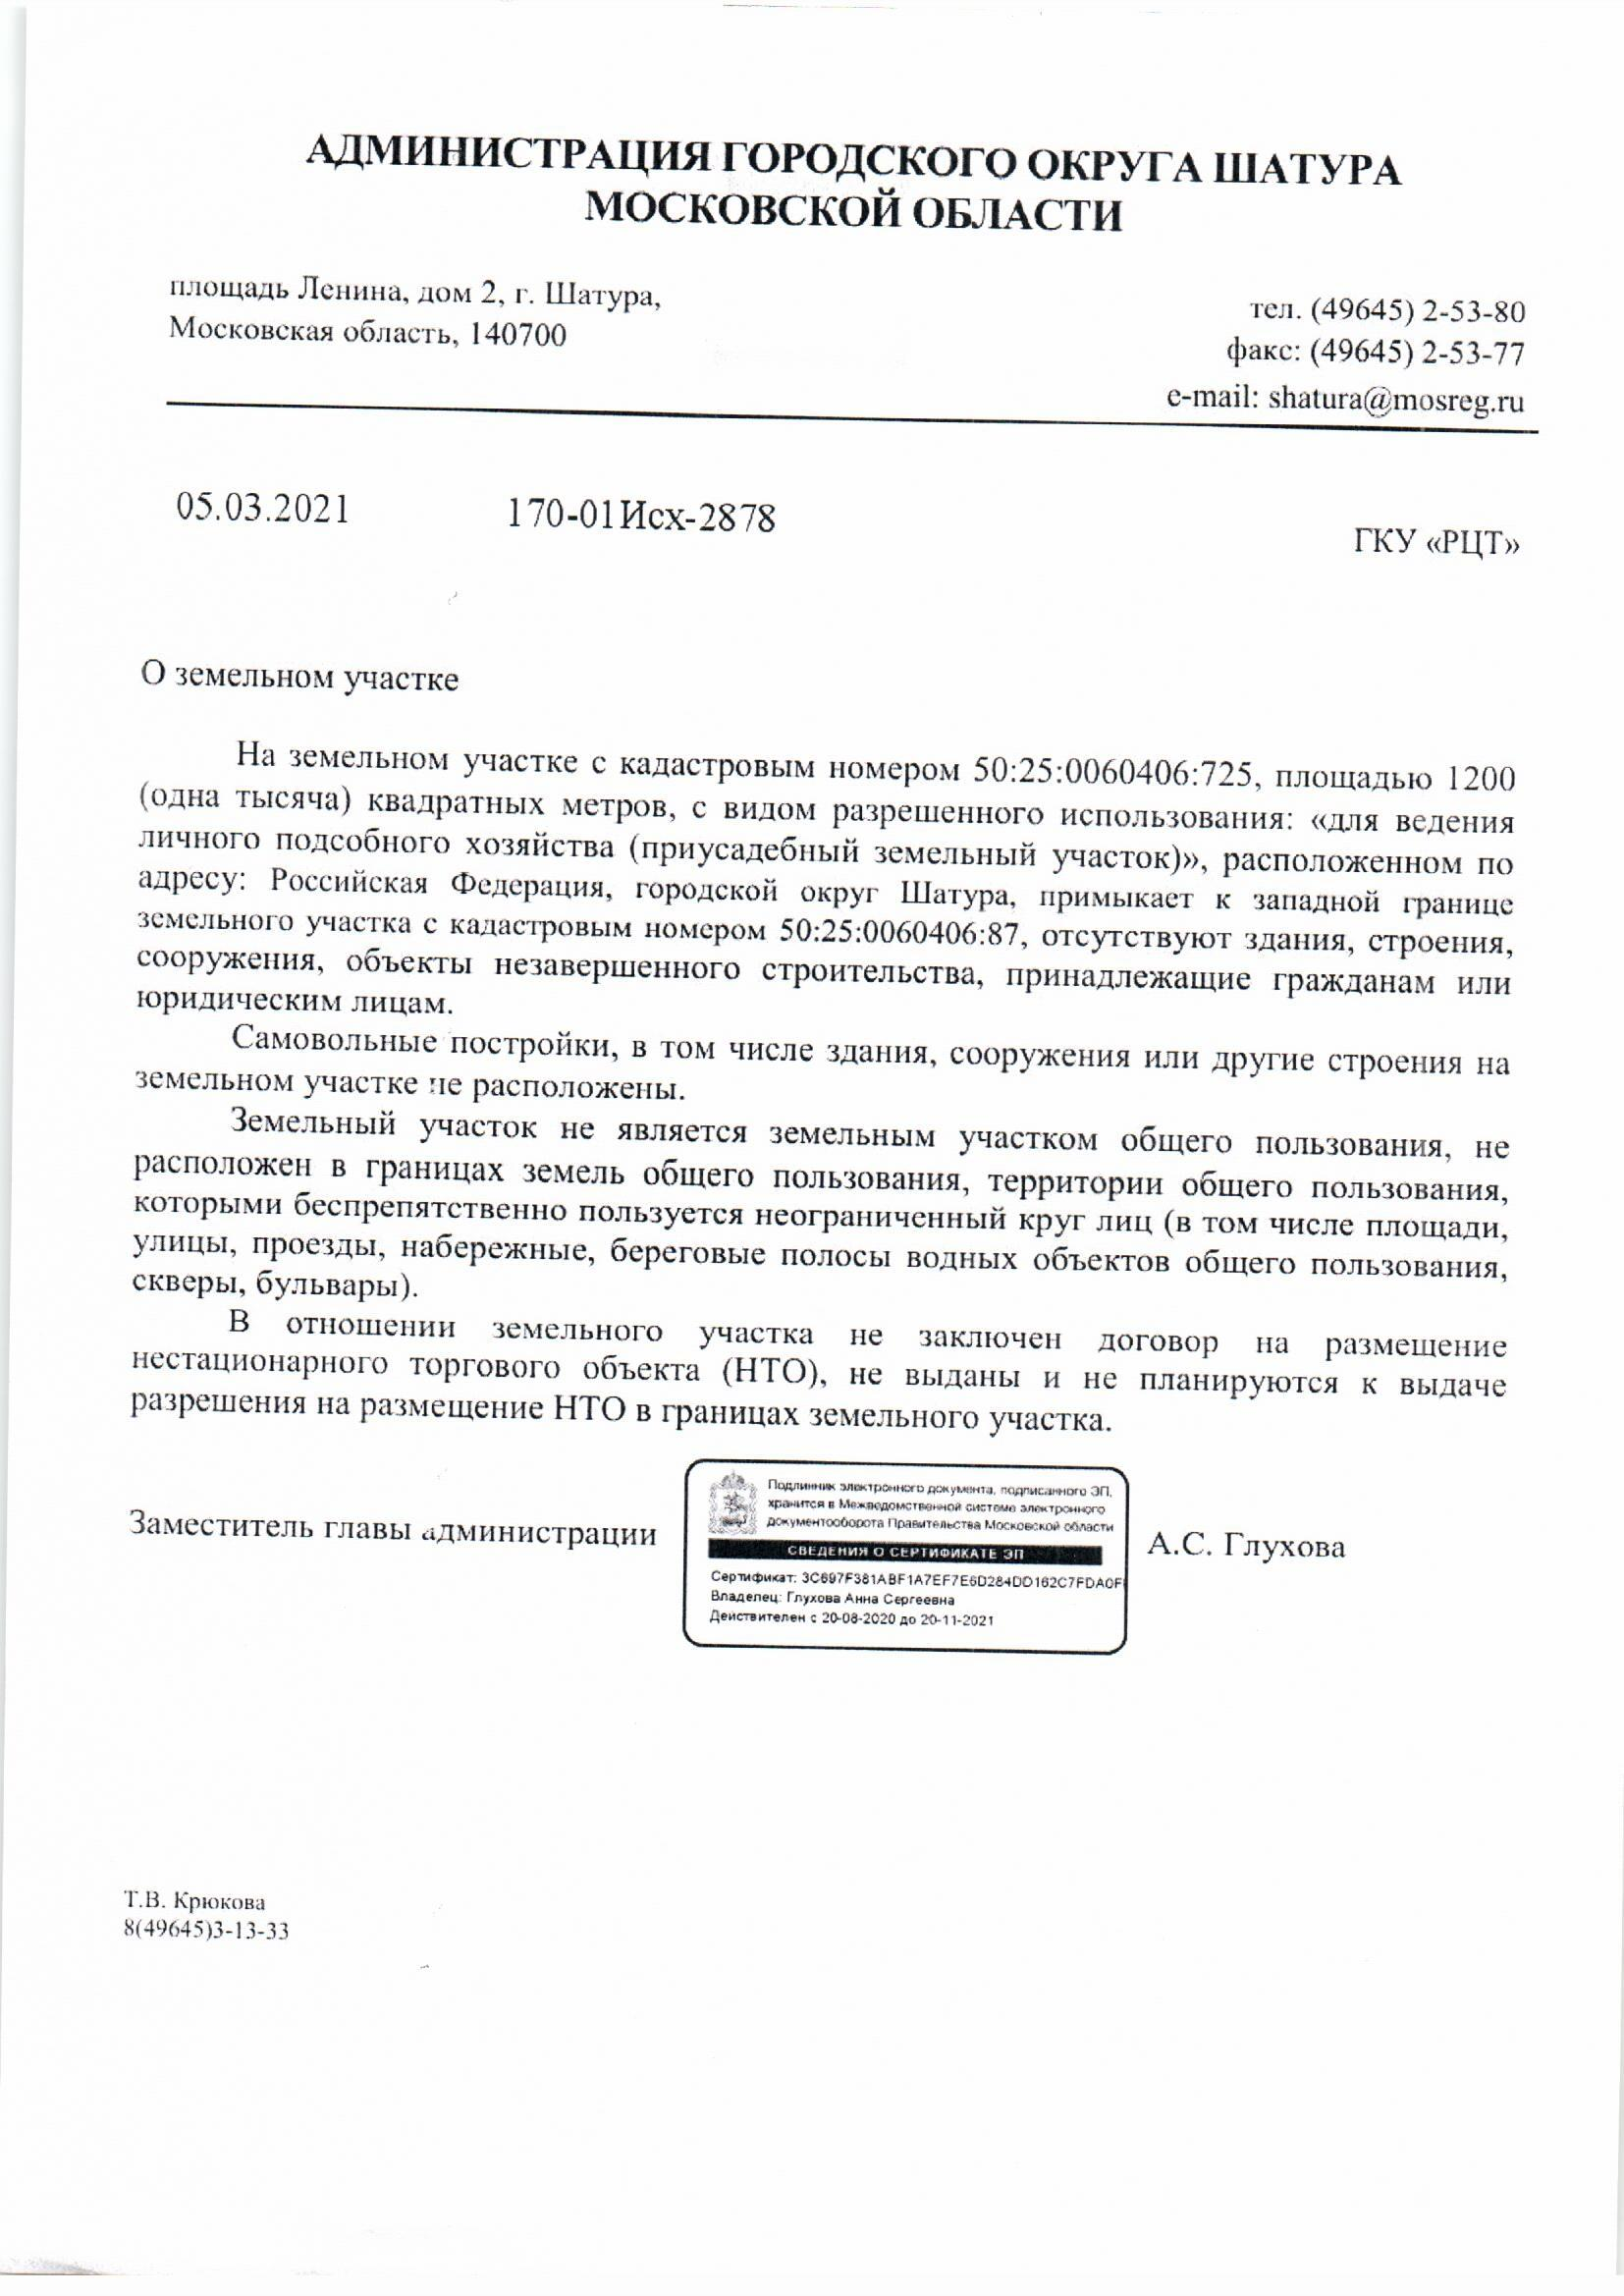 АДМИНИСТРАЦИЯ ГОРОДСКОГО ОКРУГА ШАТУРА
МОСКОВСКОЙ ОБЛАСТИ
площадь Ленина, дом 2, г. Шатура,
Московская область, 140700
тел. (49645) 2-53-80
факс: (49645) 2-53-77
e-mail: shatura@mosreg.ru
05.03.2021 170-01Исх-2878
ГКУ «РЦТ»
О земельном участке
На земельном участке с кадастровым номером 50:25:0060406:725, площадью 1200
(одна тысяча) квадратных метров, с видом разрешенного использования: «для ведения
личного подсобного хозяйства (приусадебный земельный участок)», расположенном по
адресу: Российская Федерация, городской округ Шатура, примыкает к западной границе
земельного участка с кадастровым номером 50:25:0060406:87, отсутствуют здания, строения,
сооружения, объекты незавершенного строительства, принадлежащие гражданам или
юридическим лицам.
Самовольные постройки, в том числе здания, сооружения или другие строения на
земельном участке не расположены.
Земельный участок не является земельным участком общего пользования, не
расположен в границах земель общего пользования, территории общего пользования,
которыми беспрепятственно пользуется неограниченный круг лиц (в том числе площади,
улицы, проезды, набережные, береговые полосы водных объектов общего пользования,
скверы, бульвары).
В отношении земельного участка не заключен договор на размещение
нестационарного торгового объекта (НТО), не выданы и не планируются к выдаче
разрешения на размещение НТО в границах земельного участка.
Заместитель главы администрации
Подлинник электронного документа, подписанного ЭП,
хранится в Межведомственной системе электронного
документооборота Правительства Московской области
СВЕДЕНИЯ О СЕРТИФИКАТЕ ЭП
Сертификат: 3C697F381ABF1A7EF7E6D284DD162C7FDA0F
Владелец: Глухова Анна Сергеевна
Действителен с 20-08-2020 до 20-11-2021
А.С. Глухова
Т.В. Крюкова
8(49645)3-13-33